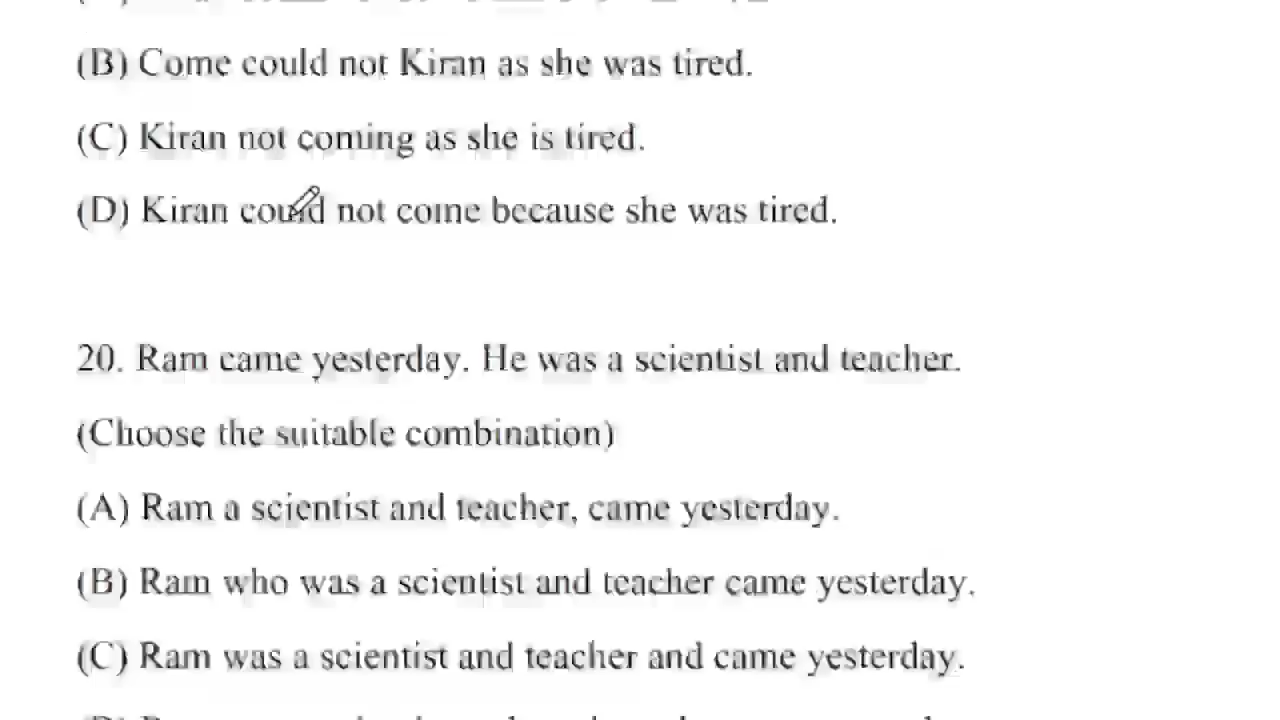 (B) Come could not Kiran as she was tired.
(C) Kiran not coming as she is tired.
(D) Kiran could not come because she was tired.
20. Ram came yesterday. He was a scientist and teacher.
(Choose the suitable combination)
(A) Ram a scientist and teacher, came yesterday.
(B) Ram who was a scientist and teacher came yesterday.
(C) Ram was a scientist and teacher and came yesterday.